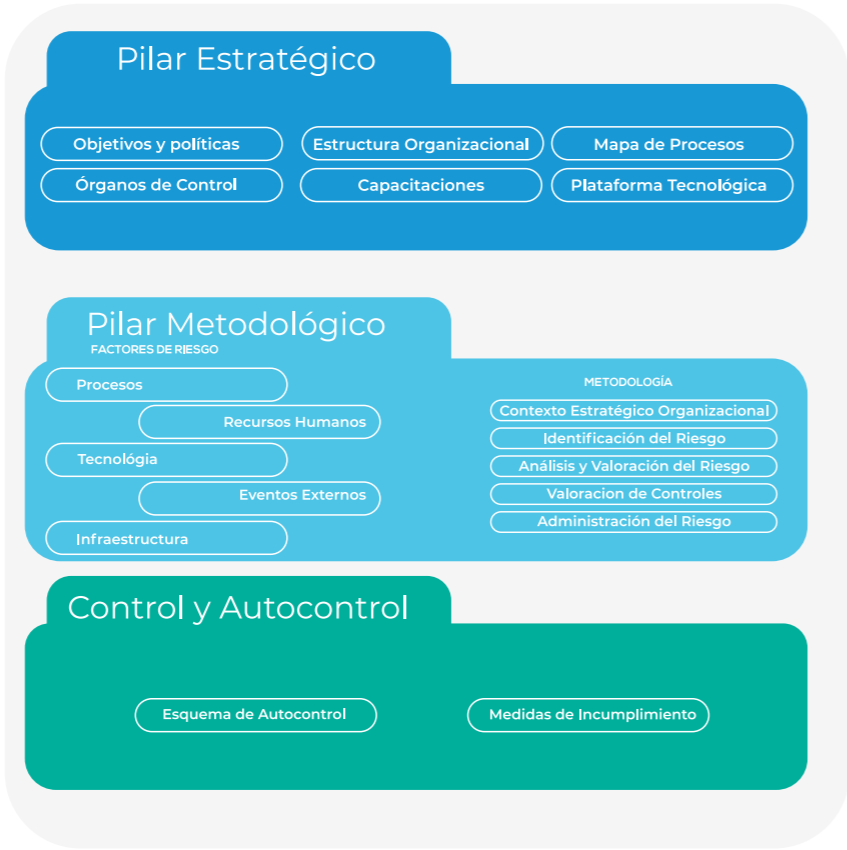 Pilar Estratégico
Objetivos y políticas
Estructura Organizacional
Mapa de Procesos
Órganos de Control
Capacitaciones
Plataforma Tecnológica
Pilar Metodológico
FACTORES DE RIESGO
Procesos
Recursos Humanos
Tecnológia
Eventos Externos
Infraestructura
METODOLOGÍA
Contexto Estratégico Organizacional
Identificación del Riesgo
Análisis y Valoración del Riesgo
Valoracion de Controles
Administración del Riesgo
Control y Autocontrol
Esquema de Autocontrol
Medidas de Incumplimiento